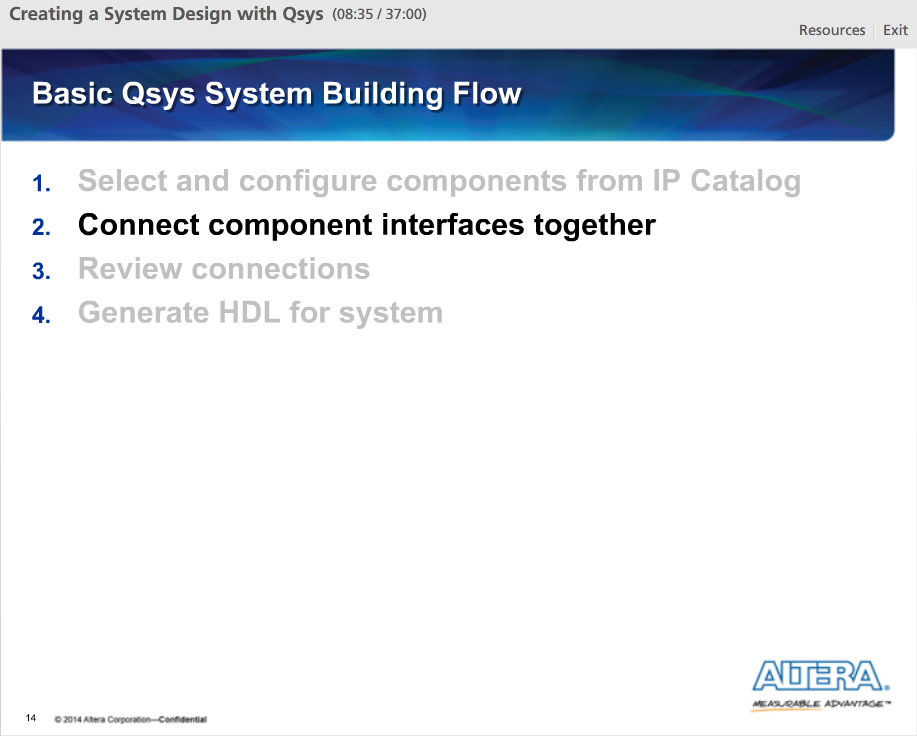 Creating a System Design with Qsys (08:35 / 37:00)
Resources Exit
Basic Qsys System Building Flow
1. Select and configure components from IP Catalog
2. Connect component interfaces together
3. Review connections
4. Generate HDL for system
ALTERA®
MEASURABLE ADVANTAGE™
14 © 2014 Altera Corporation—Confidential